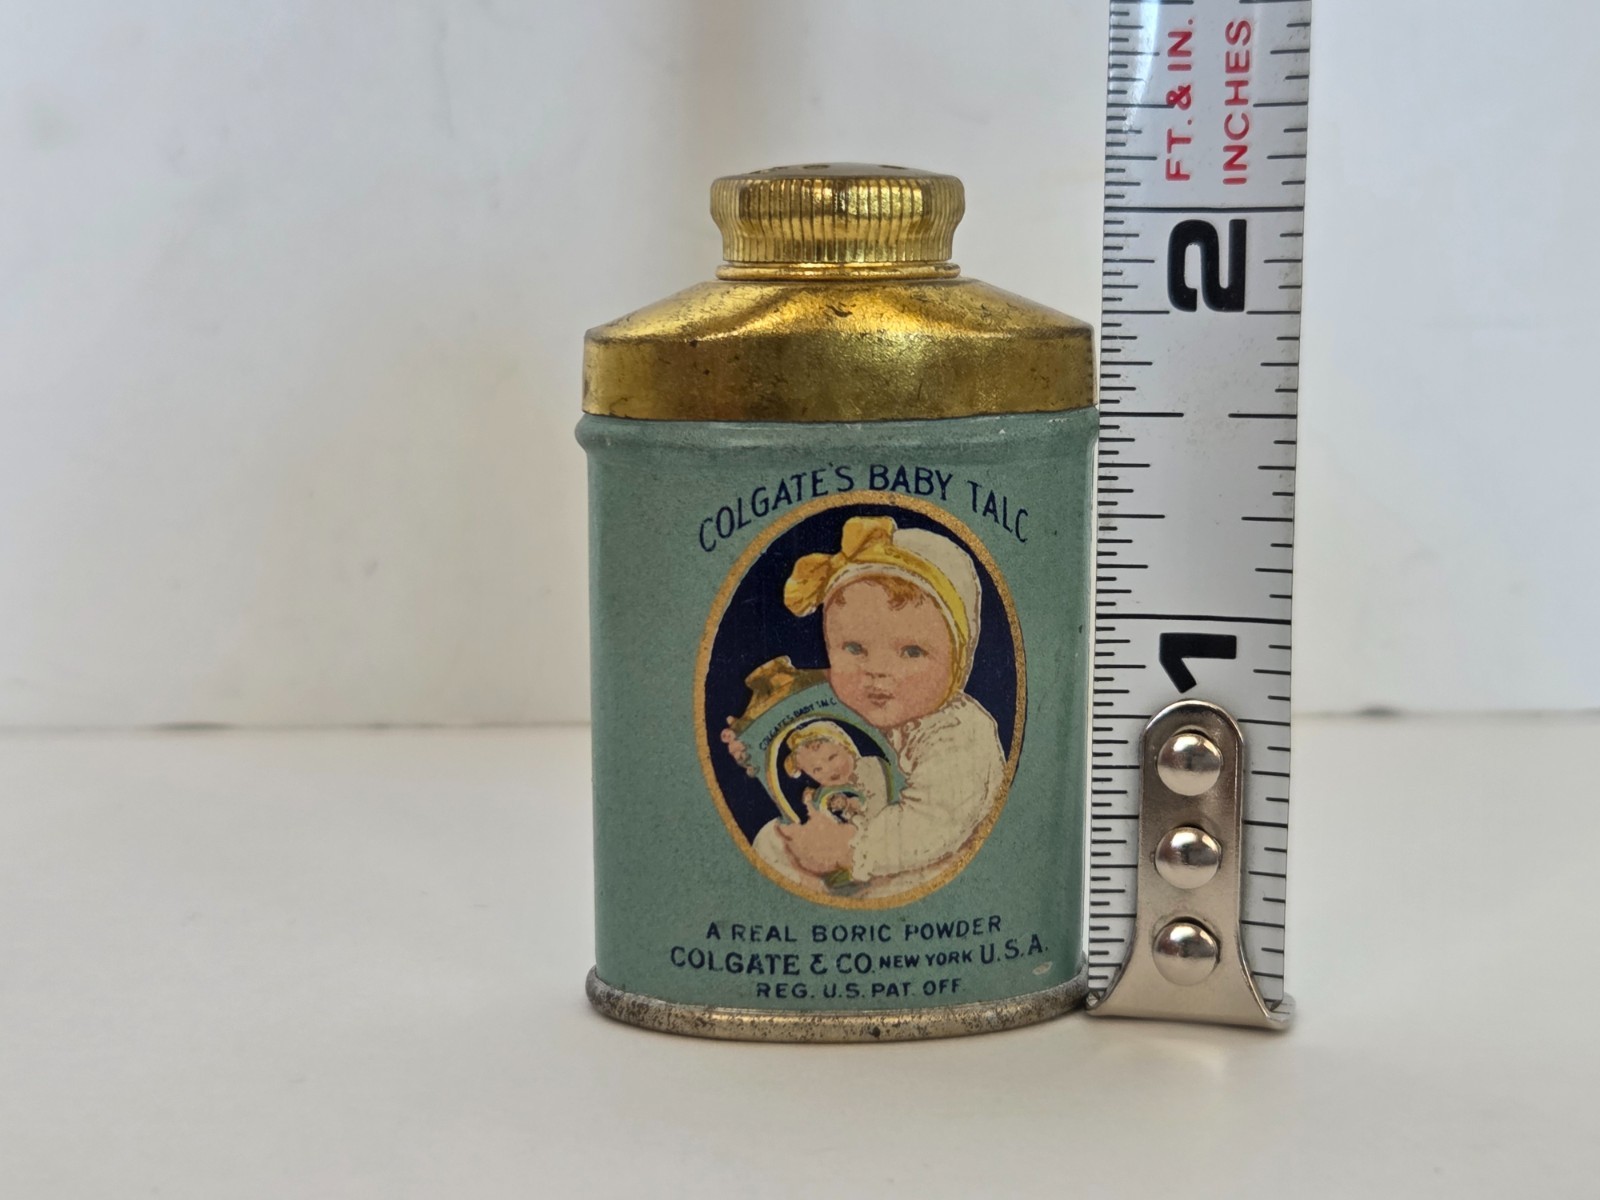 COLGATE'S BABY TALC
COLGATE'S BABY TALC
A REAL BORIC POWDER
COLGATE & CO. NEW YORK U.S.A.
REG. U.S. PAT. OFF.
FT. & IN.
INCHES
2
1